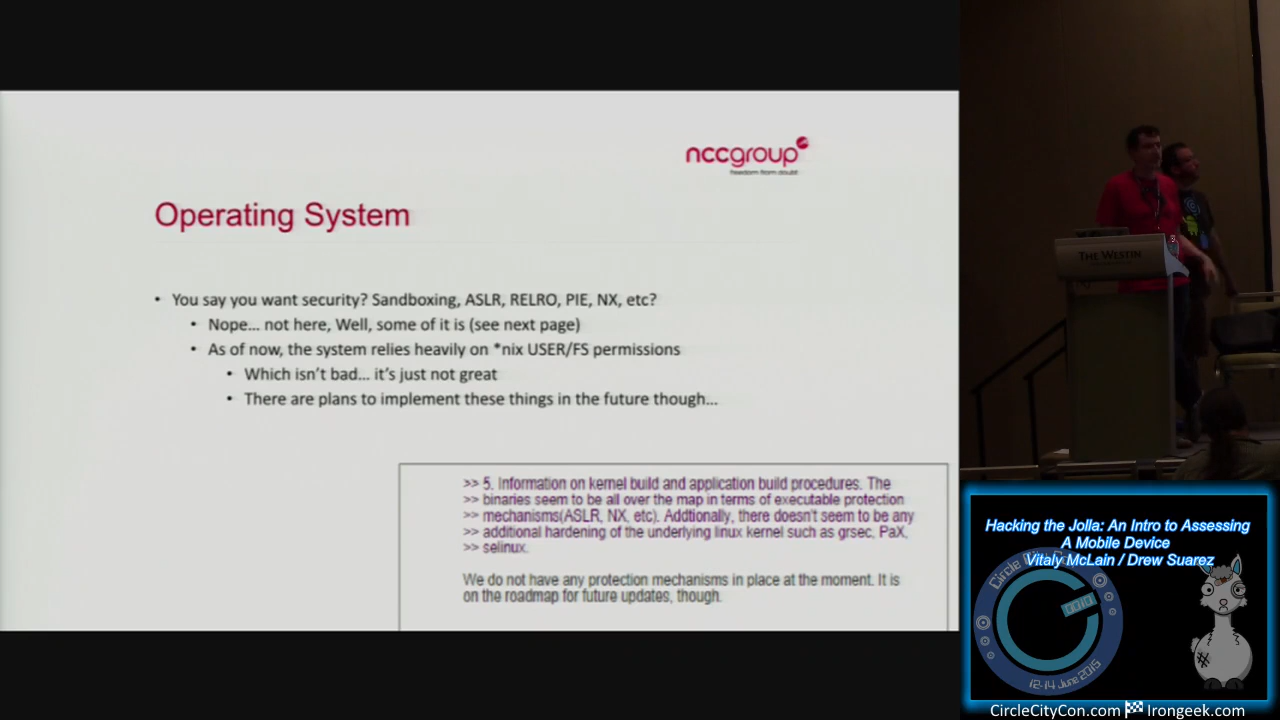 nccgroup
freedom from doubt
Operating System
• You say you want security? Sandboxing, ASLR, RELRO, PIE, NX, etc?
• Nope... not here, Well, some of it is (see next page)
• As of now, the system relies heavily on *nix USER/FS permissions
• Which isn't bad... it's just not great
• There are plans to implement these things in the future though...
>> 5. Information on kernel build and application build procedures. The
>> binaries seem to be all over the map in terms of executable protection
>> mechanisms(ASLR, NX, etc). Addtionally, there doesn't seem to be any
>> additional hardening of the underlying linux kernel such as grsec, PaX,
>> selinux.
We do not have any protection mechanisms in place at the moment. It is
on the roadmap for future updates, though.
THE WESTIN
Hacking the Jolla: An Intro to Assessing
A Mobile Device
Vitaly McLain / Drew Suarez
Circle City Con
12-14 June 2015
CircleCityCon.com Irongeek.com